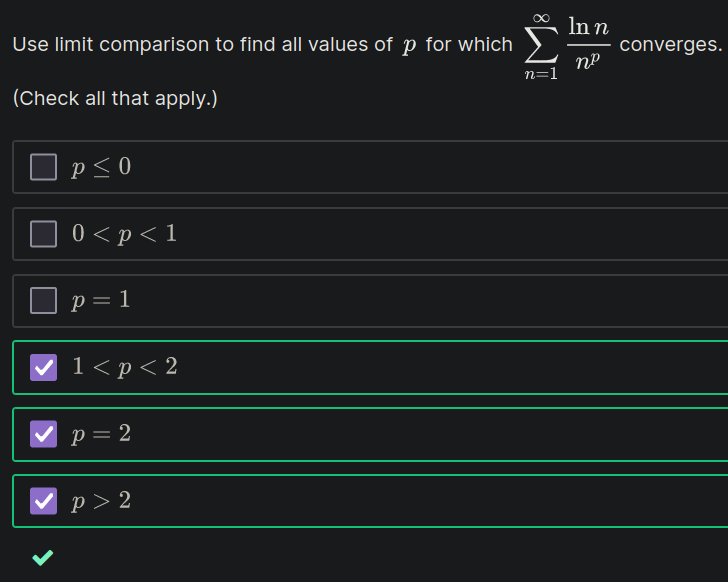 Use limit comparison to find all values of $p$ for which $\sum_{n=1}^{\infty} \frac{\ln n}{n^p}$ converges.
(Check all that apply.)
$p \leq 0$
$0 < p < 1$
$p = 1$
$1 < p < 2$
$p = 2$
$p > 2$